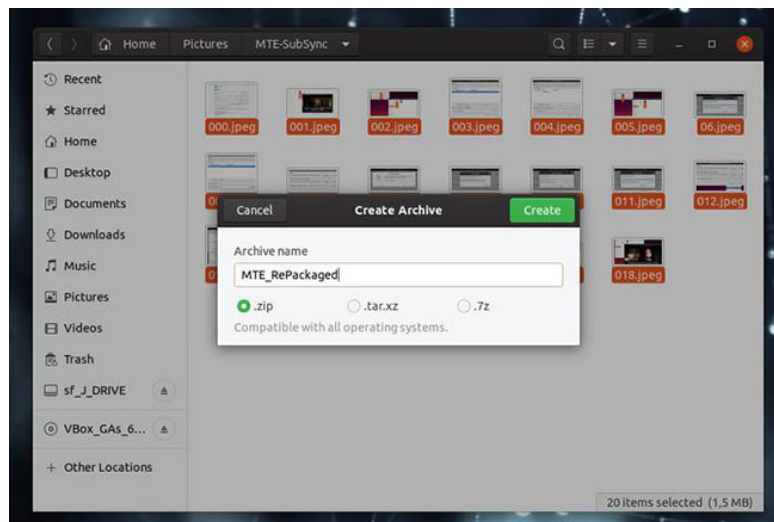 Home Pictures MTE-SubSync
Recent
Starred
Home
Desktop
Documents
Downloads
Music
Pictures
Videos
Trash
sf_J_DRIVE
VBox_GAs_6...
+ Other Locations
000.jpeg 001.jpeg 002.jpeg 003.jpeg 004.jpeg 005.jpeg 06.jpeg
011.jpeg 012.jpeg
018.jpeg
Cancel Create Archive Create
Archive name
MTE_RePackaged
.zip .tar.xz .7z
Compatible with all operating systems.
20 items selected (1,5 MB)